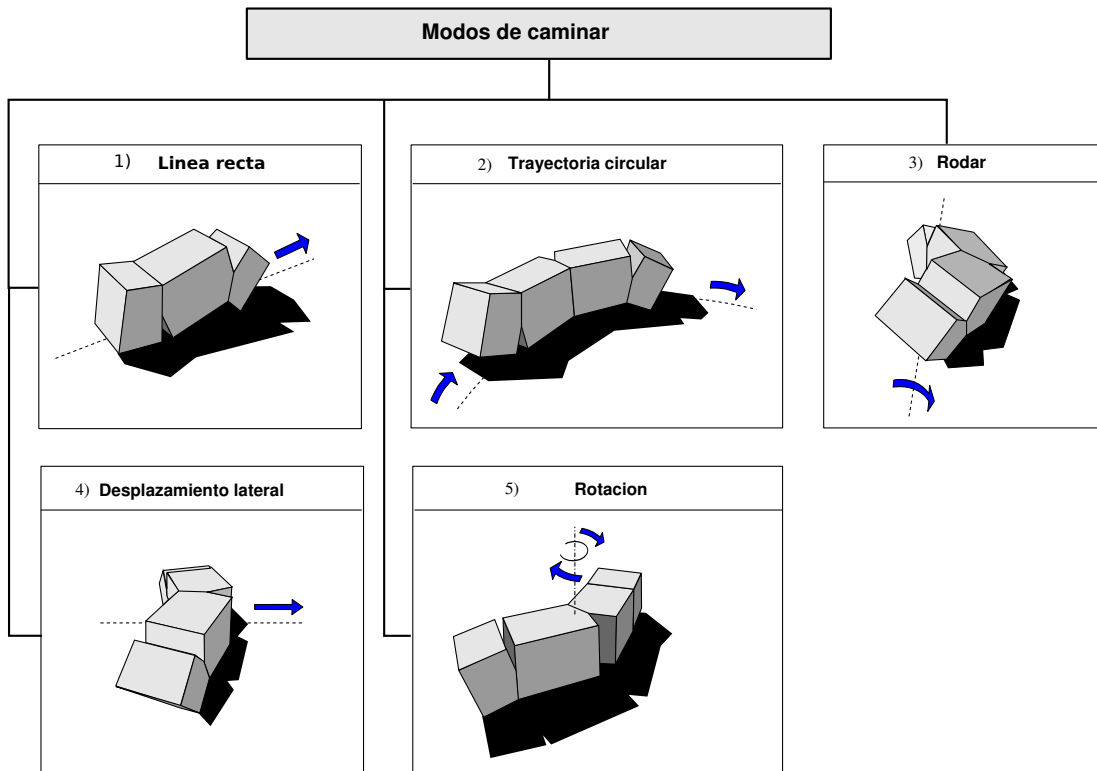 Modos de caminar
1) Linea recta
2) Trayectoria circular
3) Rodar
4) Desplazamiento lateral
5) Rotacion